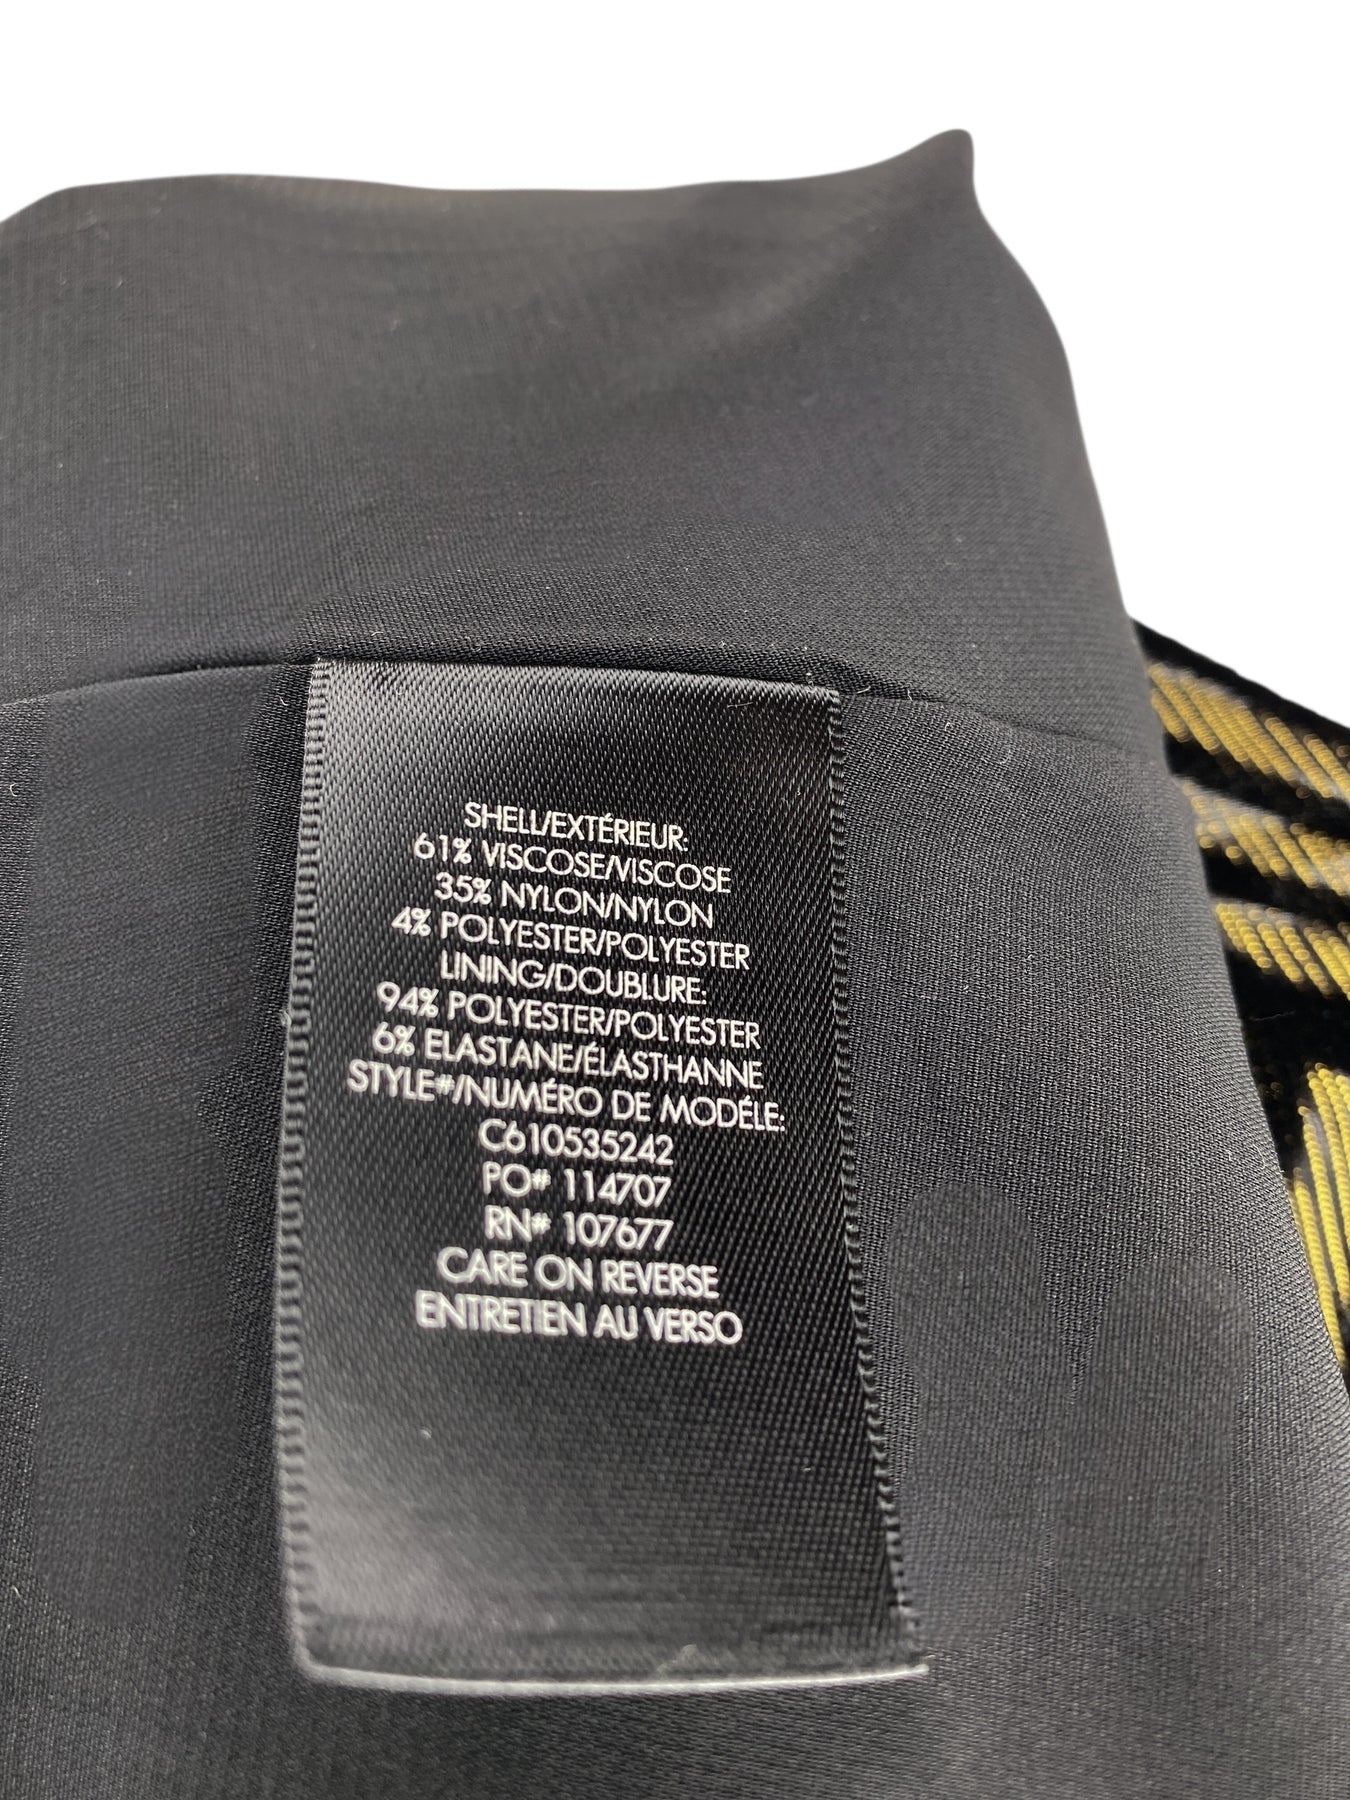 SHELL/EXTÉRIEUR:
61% VISCOSE/VISCOSE
35% NYLON/NYLON
4% POLYESTER/POLYESTER
LINING/DOUBLURE:
94% POLYESTER/POLYESTER
6% ELASTANE/ÉLASTHANNE
STYLE#/NUMÉRO DE MODÉLE:
C610535242
PO# 114707
RN# 107677
CARE ON REVERSE
ENTRETIEN AU VERSO